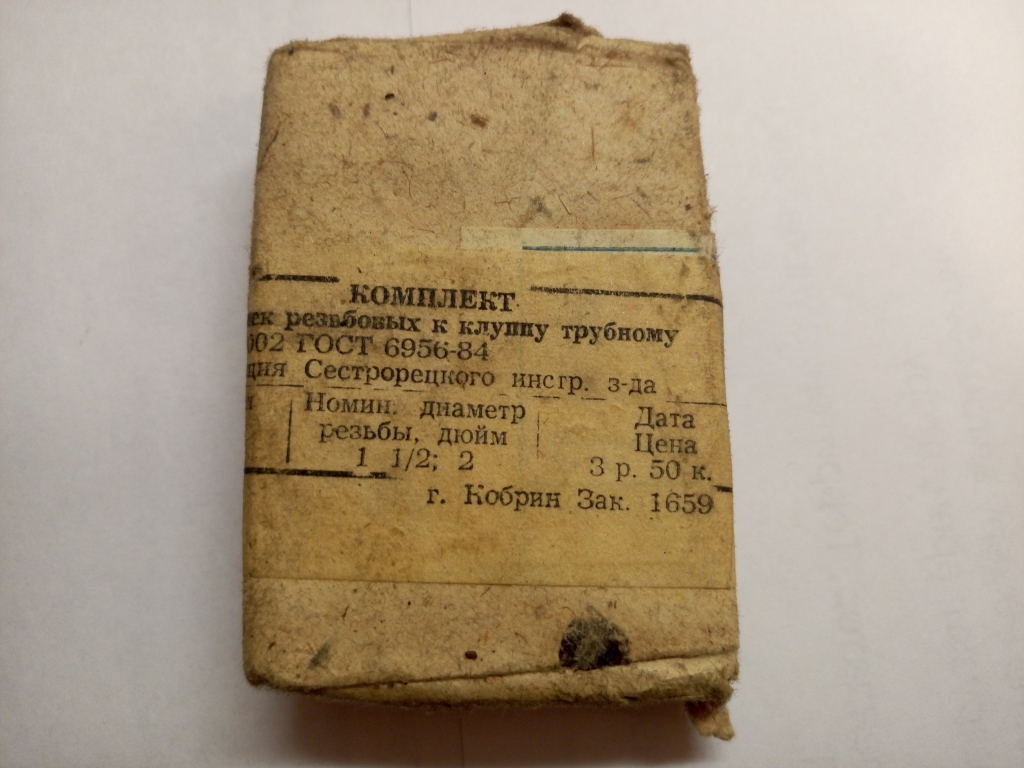 КОМПЛЕКТ
ек резьбовых к клуппу трубному
002 ГОСТ 6956-84
ция Сестрорецкого инстр. з-да
Номин. диаметр
резьбы, дюйм
1 1/2; 2
Дата
Цена
3 р. 50 к.
г. Кобрин Зак. 1659